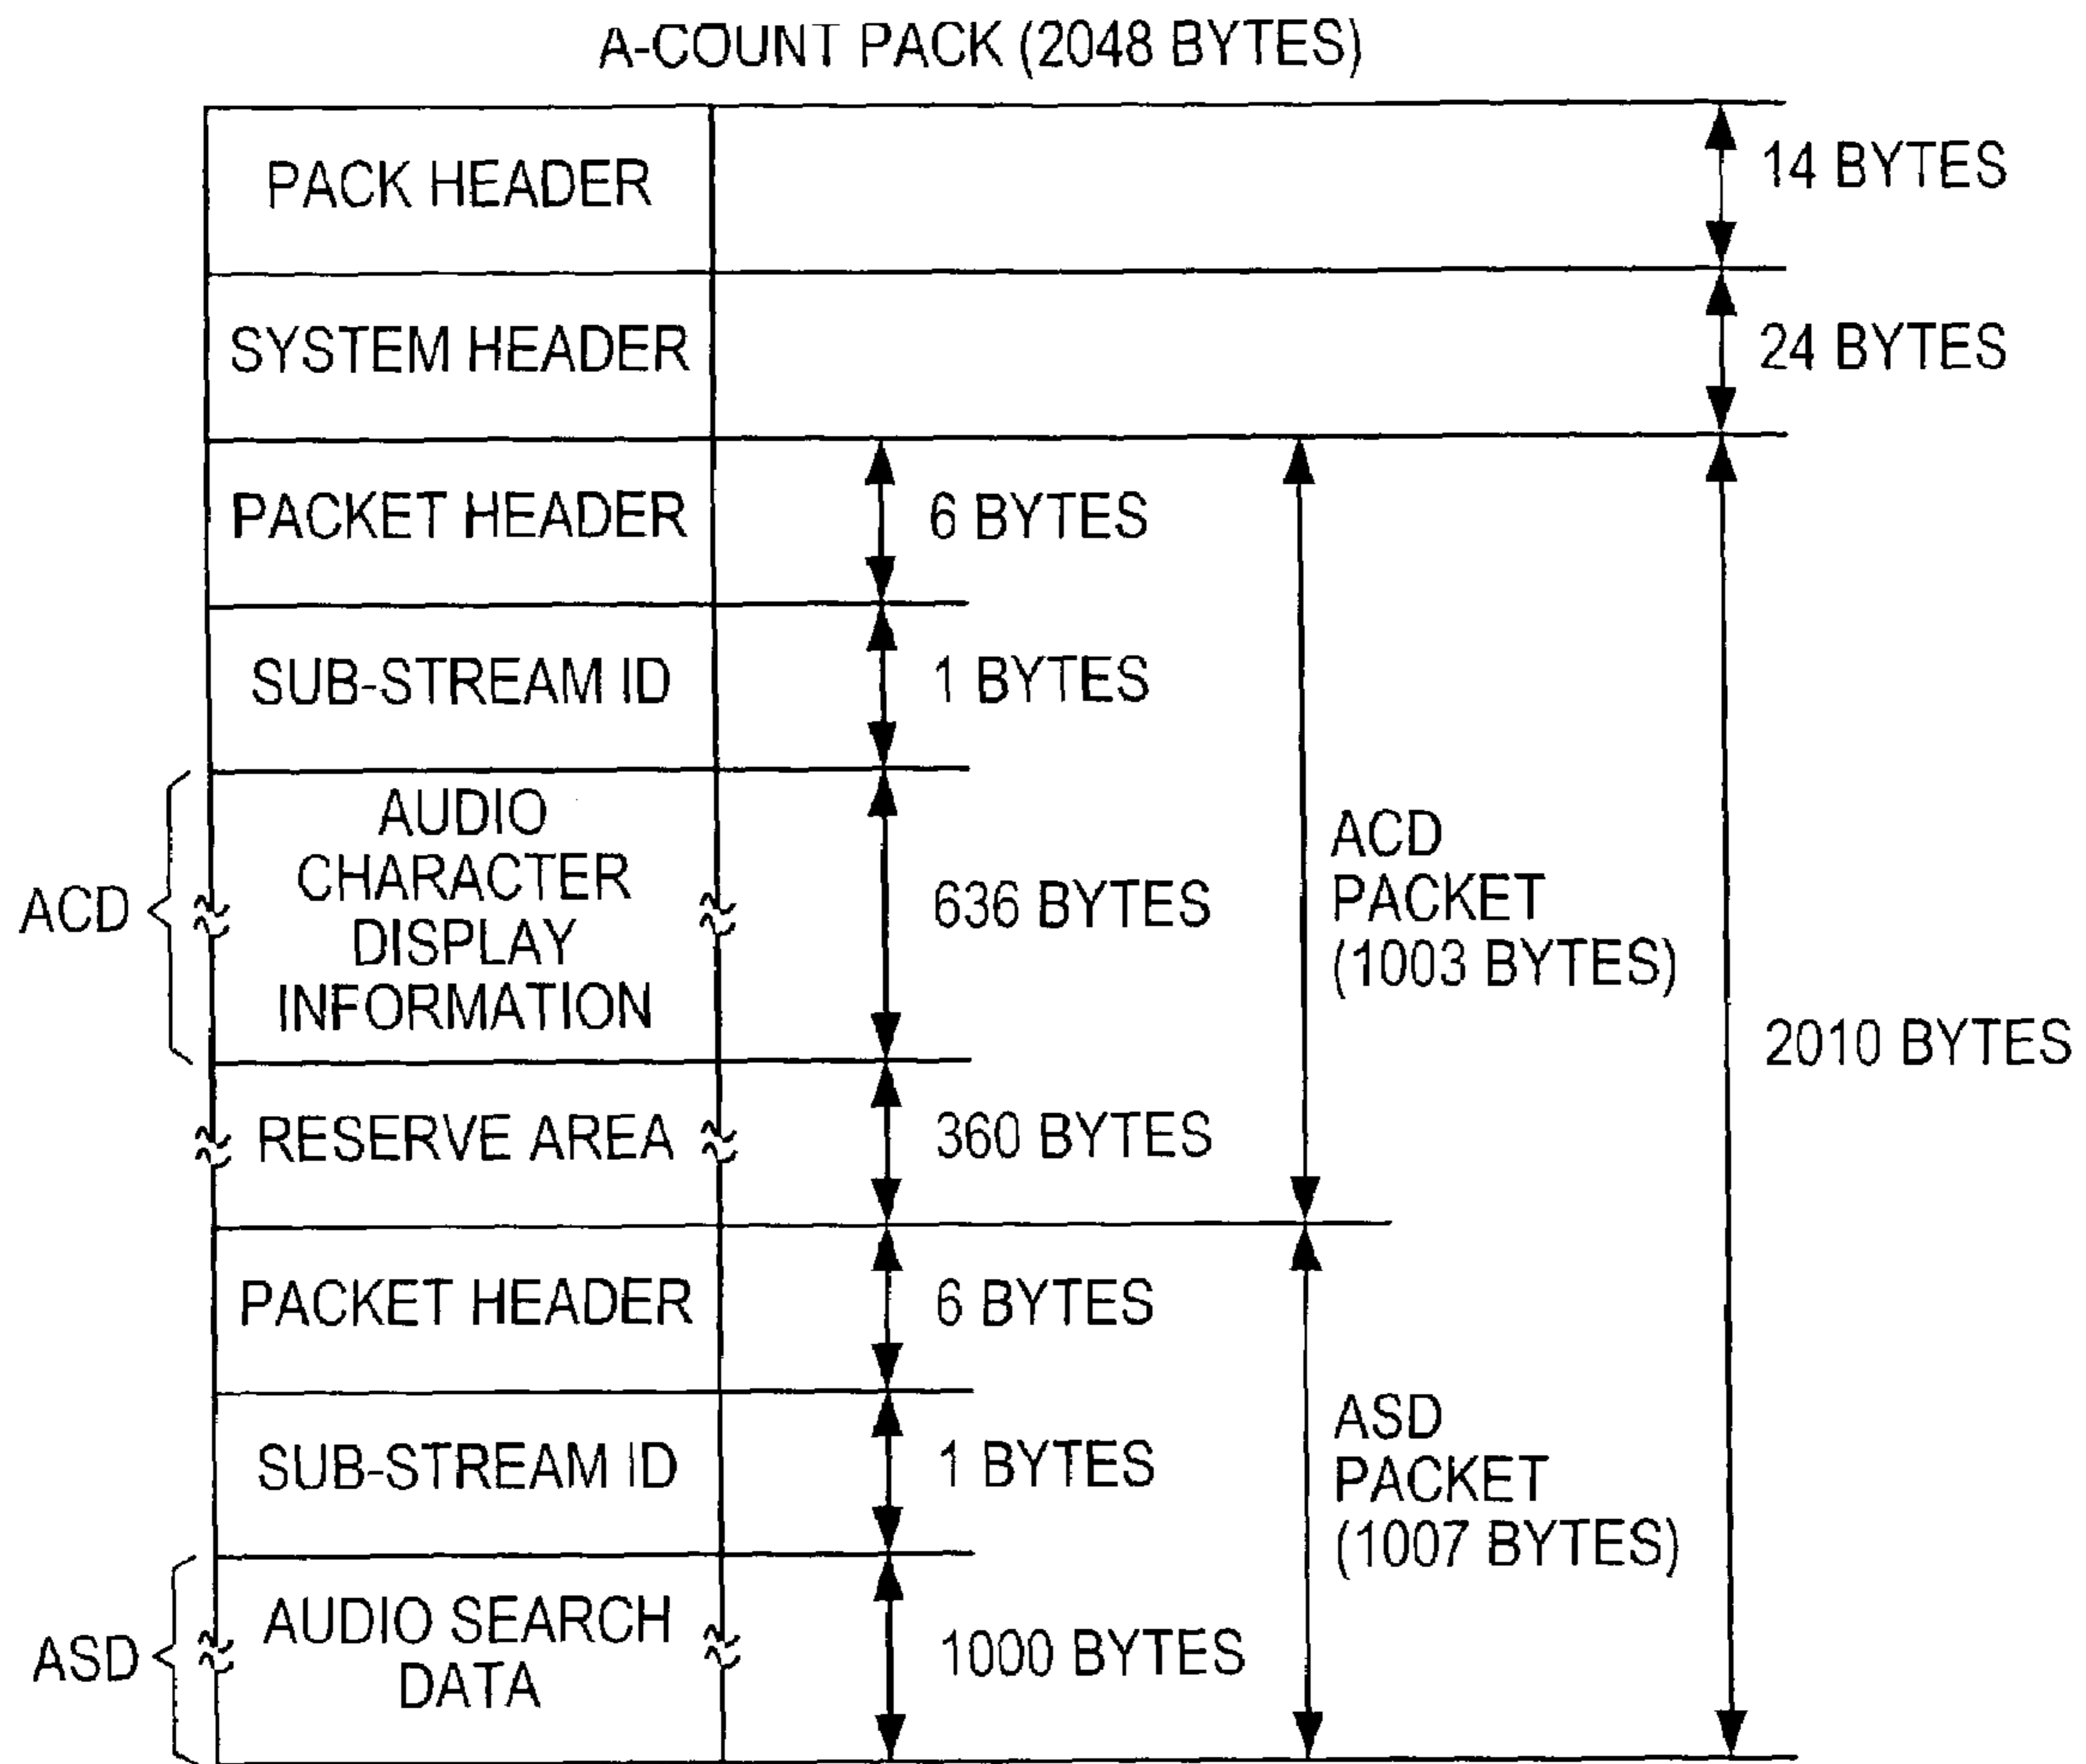 A-COUNT PACK (2048 BYTES)
PACK HEADER
14 BYTES
SYSTEM HEADER
24 BYTES
PACKET HEADER
6 BYTES
SUB-STREAM ID
1 BYTES
ACD
AUDIO
CHARACTER
DISPLAY
INFORMATION
636 BYTES
ACD
PACKET
(1003 BYTES)
2010 BYTES
RESERVE AREA
360 BYTES
PACKET HEADER
6 BYTES
SUB-STREAM ID
1 BYTES
ASD
PACKET
(1007 BYTES)
ASD
AUDIO SEARCH
DATA
1000 BYTES